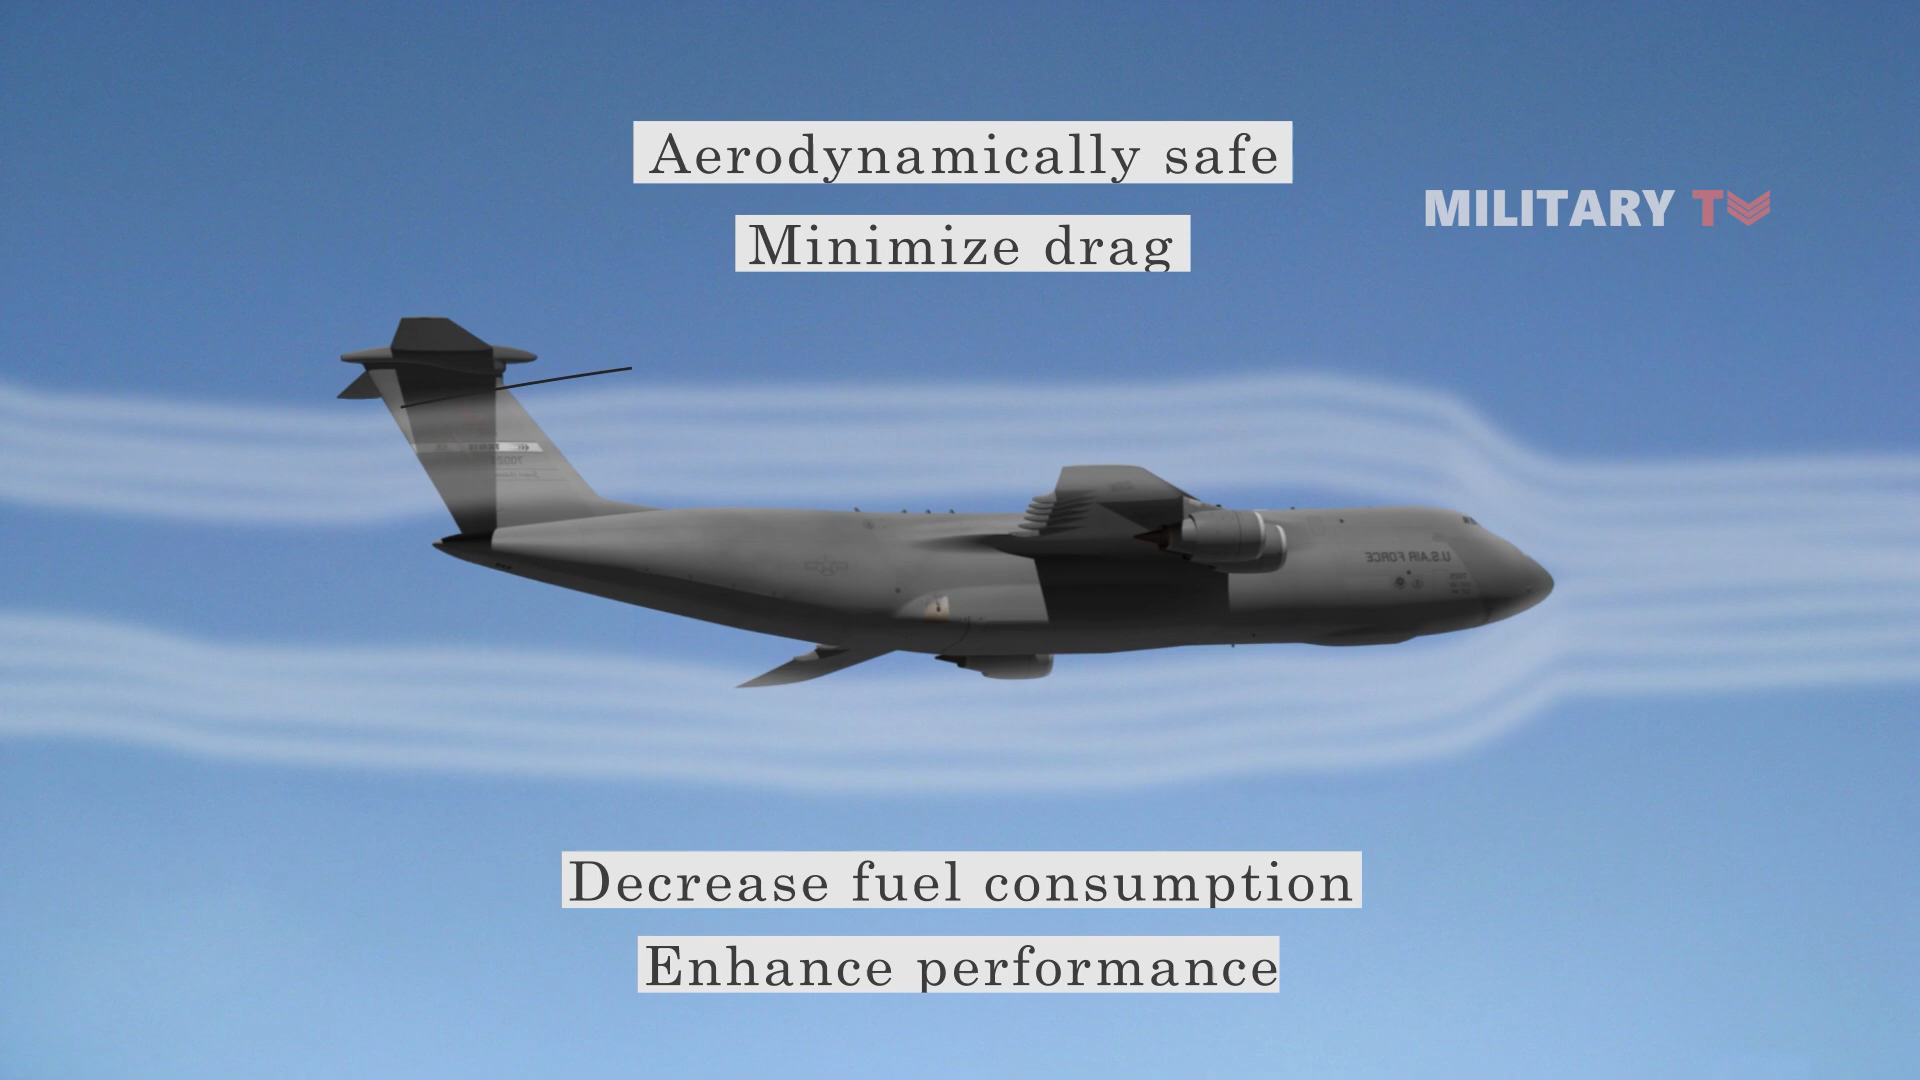 Aerodynamically safe
Minimize drag
MILITARY TV
Decrease fuel consumption
Enhance performance
U.S. AIR FORCE